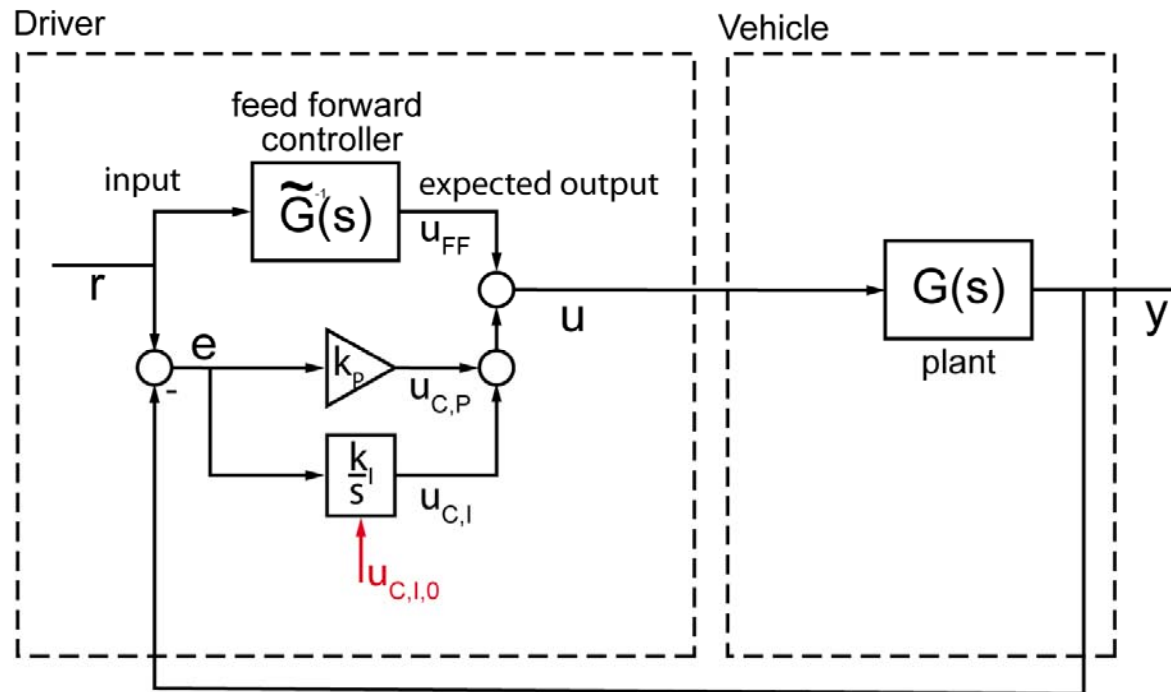 Driver
Vehicle
feed forward
controller
input
G̃⁻¹(s)
expected output
u_FF
r
G(s)
u
y
plant
e
k_P
u_C,P
-
k_I
s
u_C,I
u_C,I,0